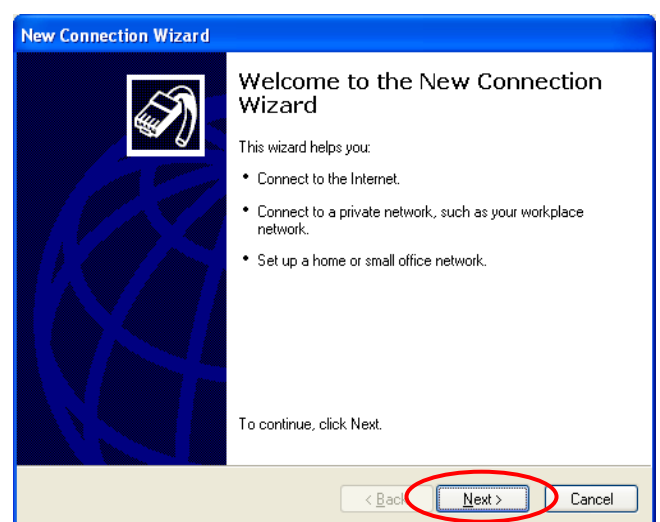 New Connection Wizard
Welcome to the New Connection
Wizard
This wizard helps you:
• Connect to the Internet.
• Connect to a private network, such as your workplace
network.
• Set up a home or small office network.
To continue, click Next.
< Back Next > Cancel